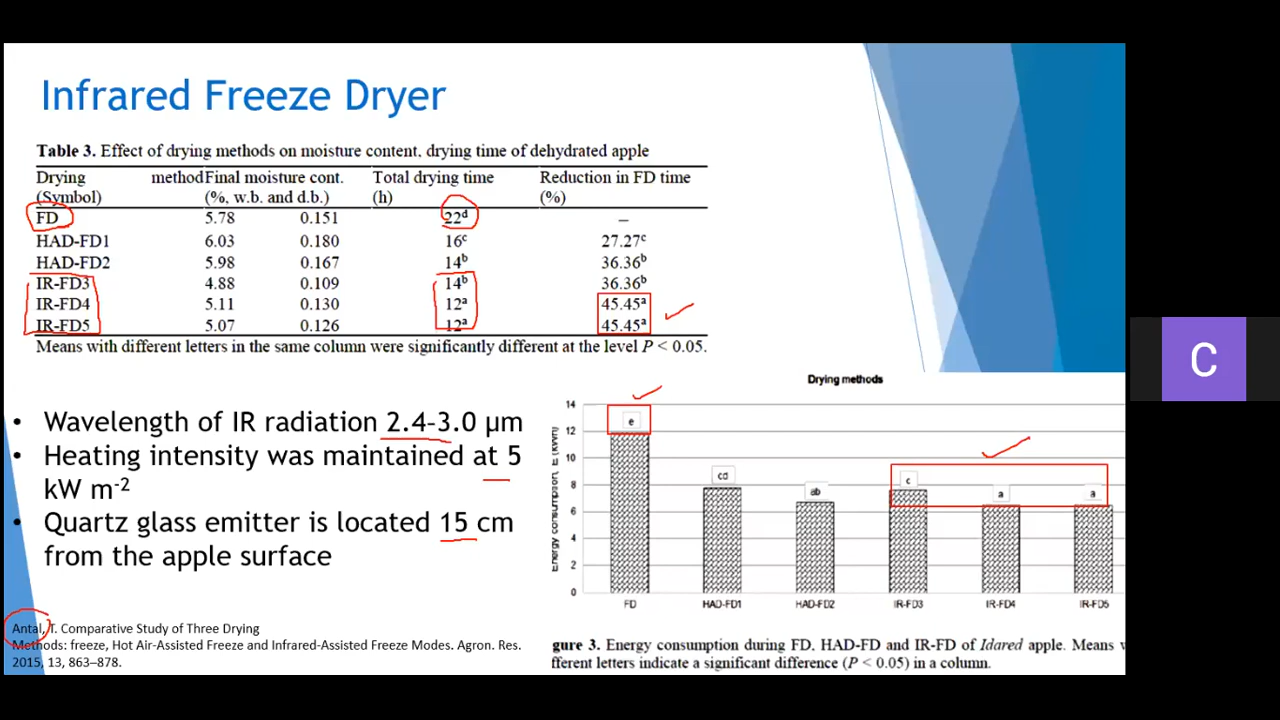 Infrared Freeze Dryer
Table 3. Effect of drying methods on moisture content, drying time of dehydrated apple
Drying method Final moisture cont. Total drying time Reduction in FD time
(Symbol) (%, w.b. and d.b.) (h) (%)
FD 5.78 0.151 22ᵈ –
HAD-FD1 6.03 0.180 16ᶜ 27.27ᶜ
HAD-FD2 5.98 0.167 14ᵇ 36.36ᵇ
IR-FD3 4.88 0.109 14ᵇ 36.36ᵇ
IR-FD4 5.11 0.130 12ᵃ 45.45ᵃ
IR-FD5 5.07 0.126 12ᵃ 45.45ᵃ
Means with different letters in the same column were significantly different at the level P < 0.05.
• Wavelength of IR radiation 2.4-3.0 µm
• Heating intensity was maintained at 5
kW m⁻²
• Quartz glass emitter is located 15 cm
from the apple surface
Antal, T. Comparative Study of Three Drying
Methods: freeze, Hot Air-Assisted Freeze and Infrared-Assisted Freeze Modes. Agron. Res.
2015, 13, 863–878.
Drying methods
Energy consumption, E (kWh)
14
12
10
8
6
4
2
0
e
cd
ab
c
a
a
FD HAD-FD1 HAD-FD2 IR-FD3 IR-FD4 IR-FD5
gure 3. Energy consumption during FD, HAD-FD and IR-FD of Idared apple. Means
fferent letters indicate a significant difference (P < 0.05) in a column.
C